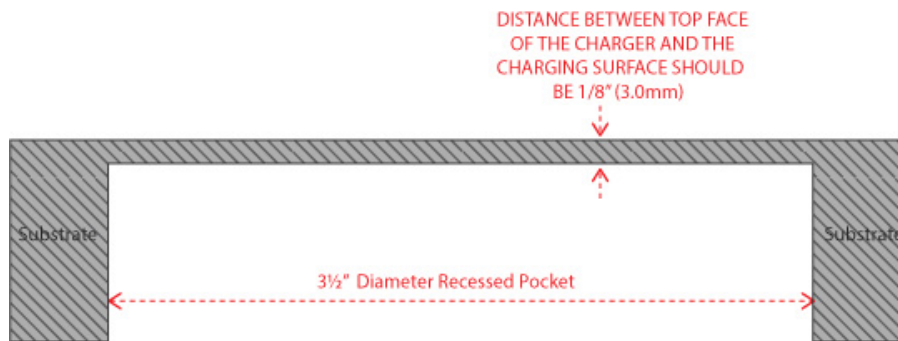 DISTANCE BETWEEN TOP FACE
OF THE CHARGER AND THE
CHARGING SURFACE SHOULD
BE 1/8" (3.0mm)
Substrate
Substrate
3½" Diameter Recessed Pocket